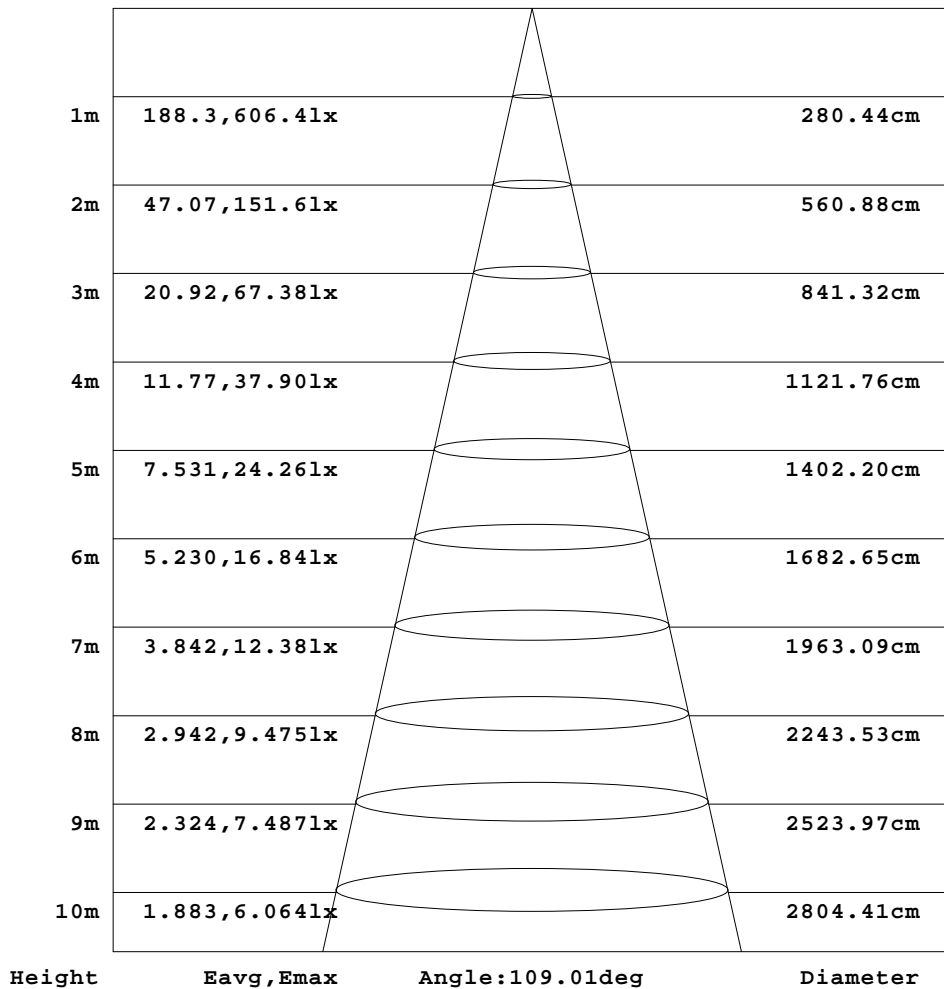 1m 188.3,606.4lx 280.44cm
2m 47.07,151.6lx 560.88cm
3m 20.92,67.38lx 841.32cm
4m 11.77,37.90lx 1121.76cm
5m 7.531,24.26lx 1402.20cm
6m 5.230,16.84lx 1682.65cm
7m 3.842,12.38lx 1963.09cm
8m 2.942,9.475lx 2243.53cm
9m 2.324,7.487lx 2523.97cm
10m 1.883,6.064lx 2804.41cm
Height Eavg,Emax Angle:109.01deg Diameter